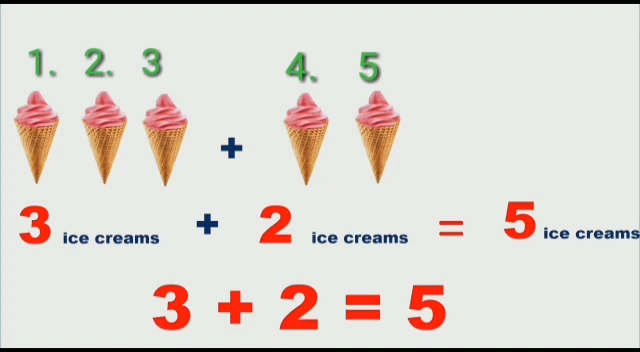 1. 2. 3 4. 5
+
3 ice creams + 2 ice creams = 5 ice creams
3 + 2 = 5